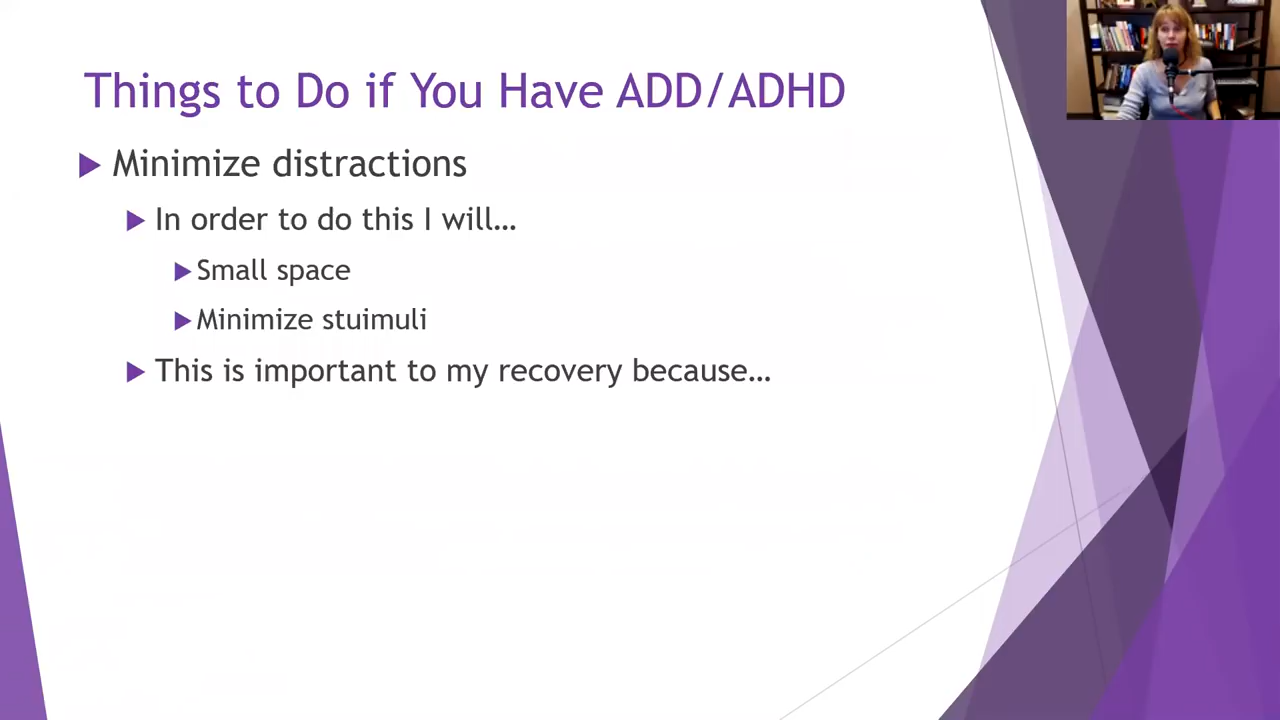 Things to Do if You Have ADD/ADHD
Minimize distractions
In order to do this I will…
Small space
Minimize stuimuli
This is important to my recovery because…